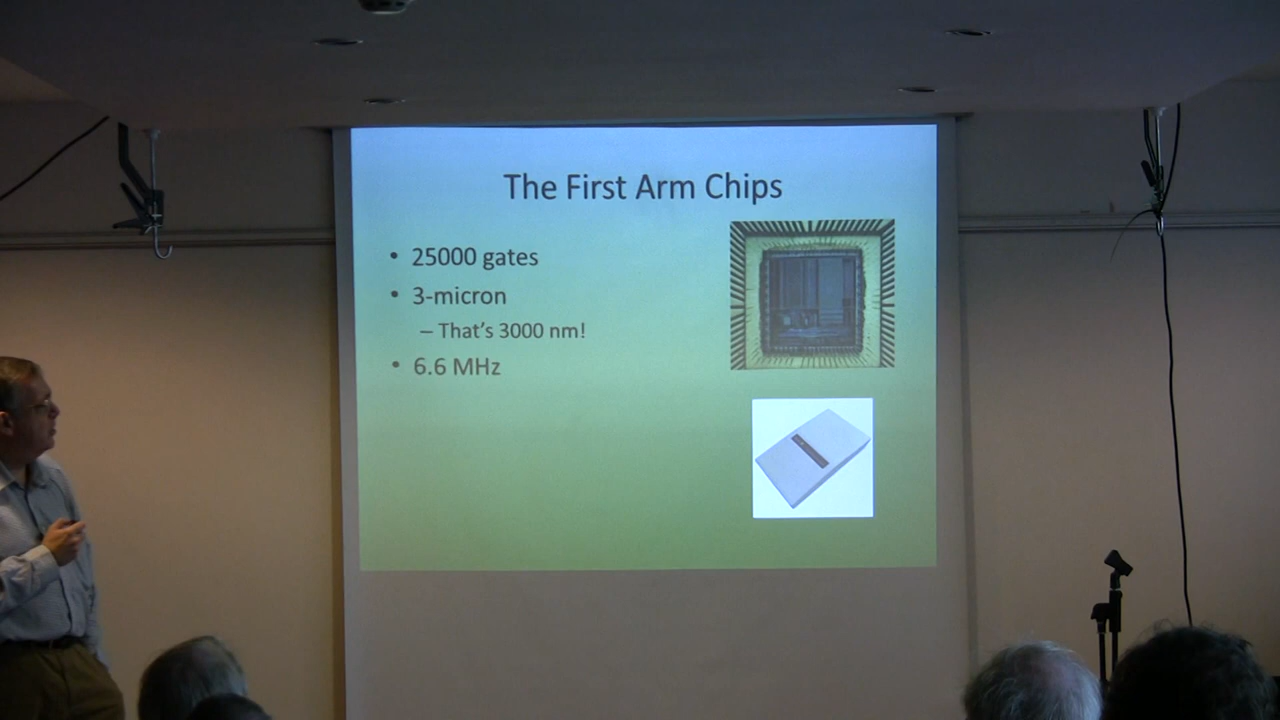 The First Arm Chips
• 25000 gates
• 3-micron
– That's 3000 nm!
• 6.6 MHz